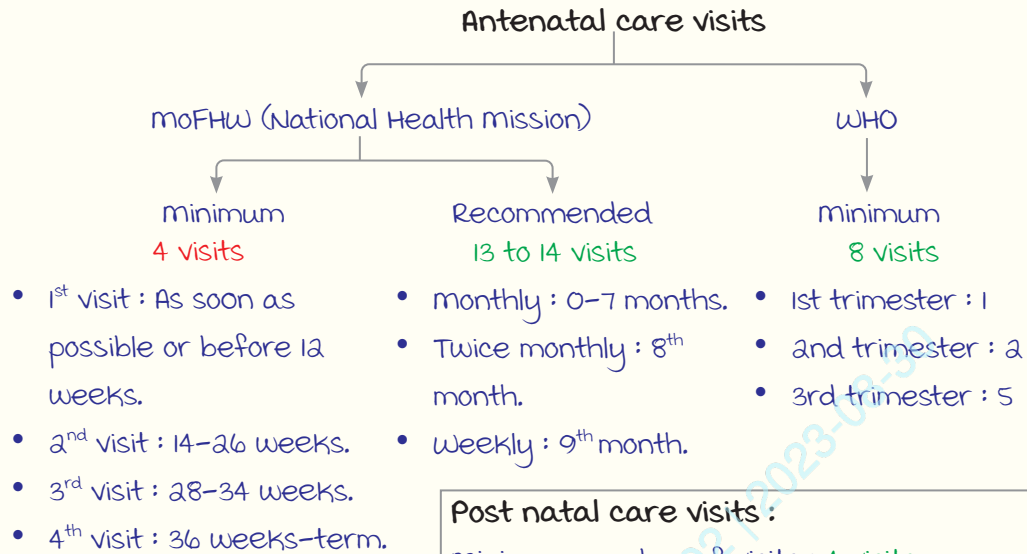 Antenatal care visits
moFHW (National Health mission)
WHO
minimum
4 visits
Recommended
13 to 14 visits
minimum
8 visits
• 1st visit : As soon as
possible or before 12
weeks.
• 2nd visit : 14-26 weeks.
• 3rd visit : 28-34 weeks.
• 4th visit : 36 weeks-term.
• monthly : 0-7 months.
• Twice monthly : 8th
month.
• weekly : 9th month.
• 1st trimester : 1
• 2nd trimester : 2
• 3rd trimester : 5
Post natal care visits :
2023-08-30